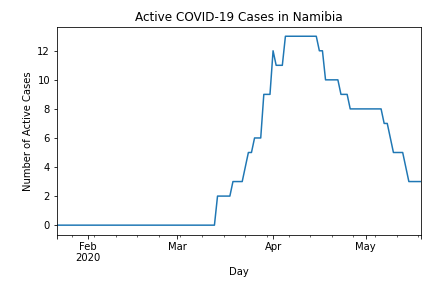 Active COVID-19 Cases in Namibia
Number of Active Cases
12
10
8
6
4
2
0
Feb
2020
Mar
Apr
May
Day